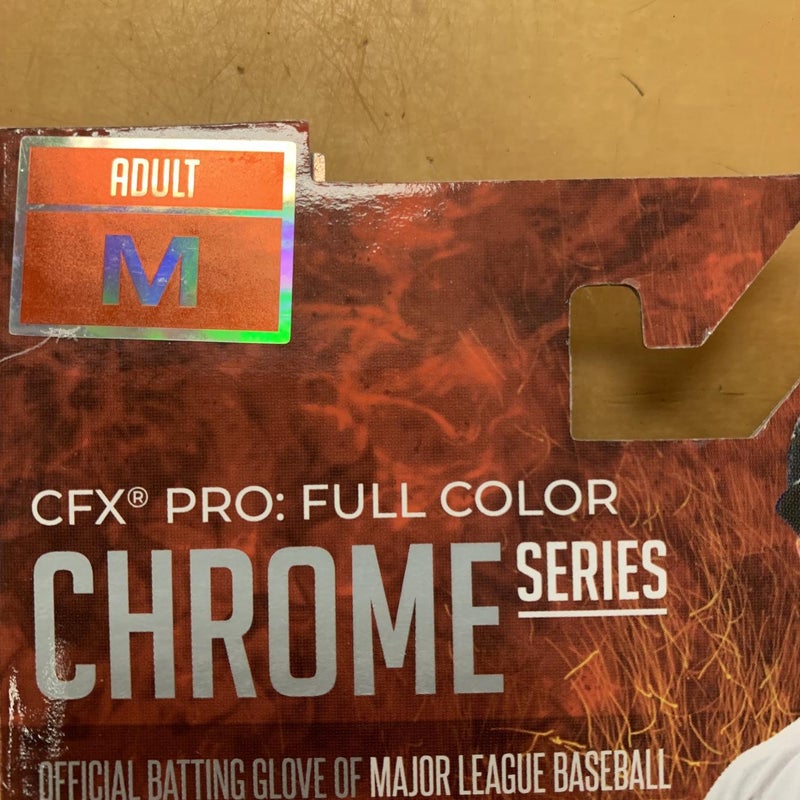 ADULT
M
CFX® PRO: FULL COLOR
CHROME SERIES
OFFICIAL BATTING GLOVE OF MAJOR LEAGUE BASEBALL